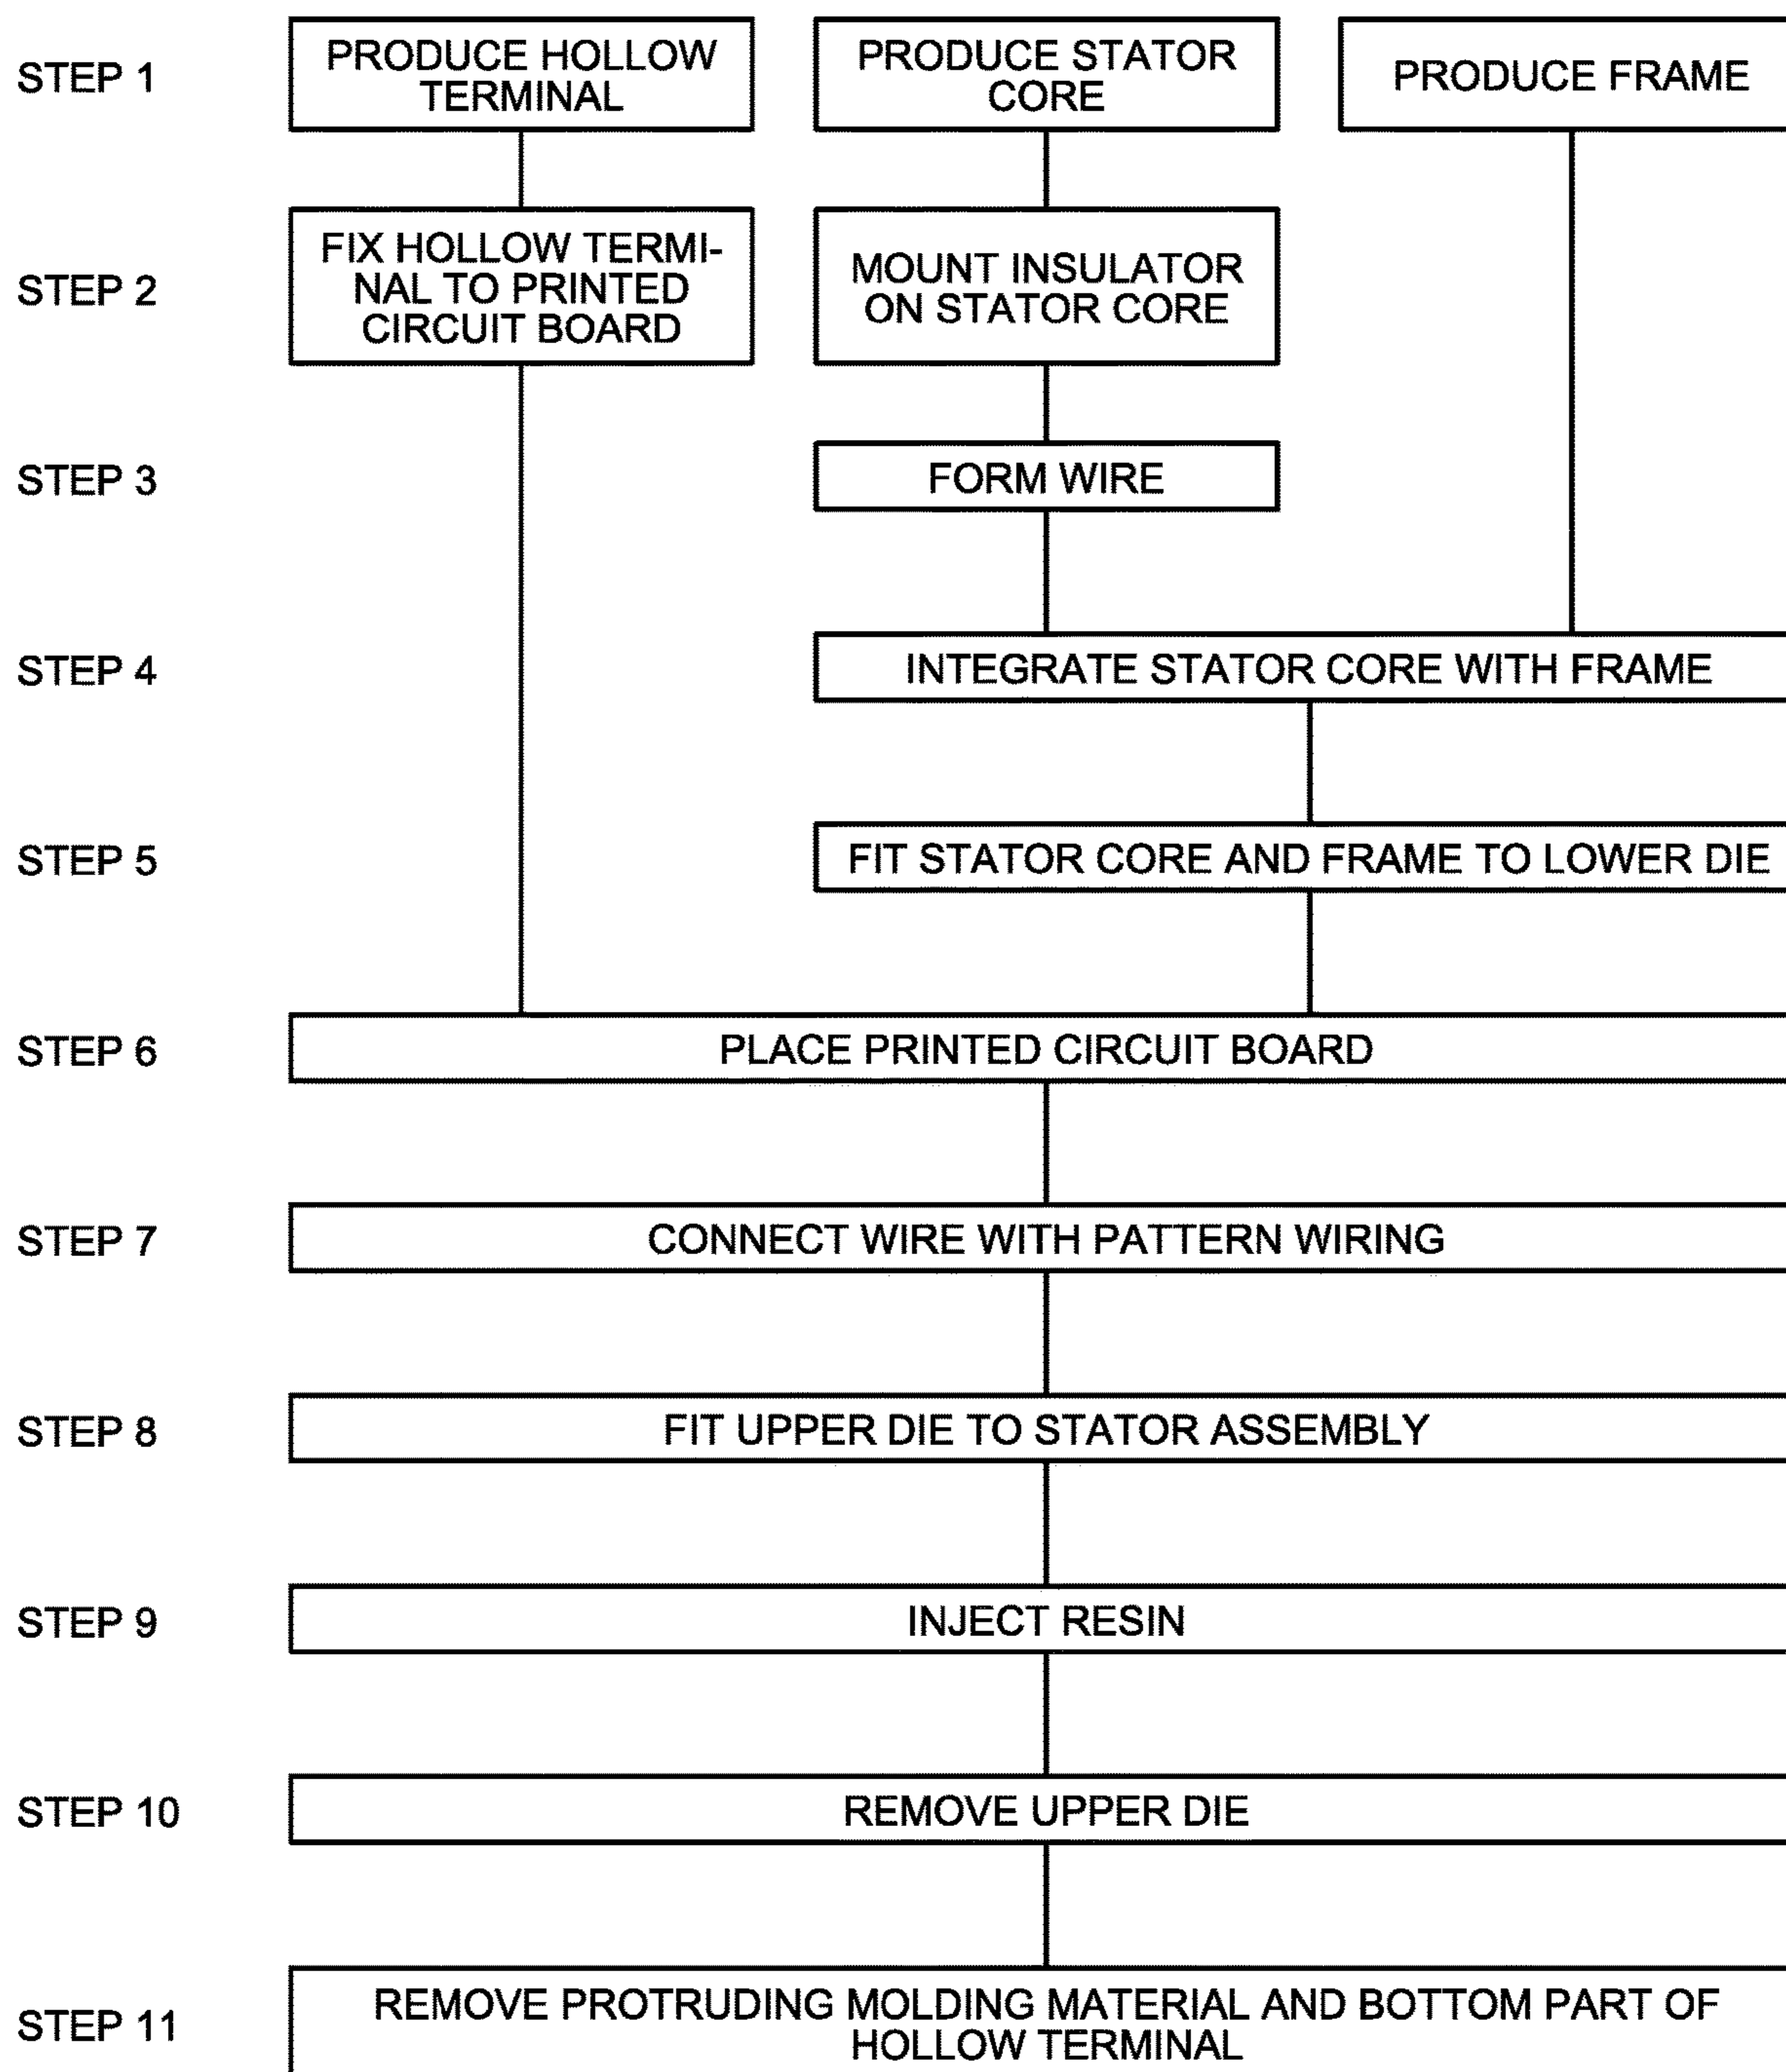 STEP 1
PRODUCE HOLLOW
TERMINAL
PRODUCE STATOR
CORE
PRODUCE FRAME
STEP 2
FIX HOLLOW TERMI-
NAL TO PRINTED
CIRCUIT BOARD
MOUNT INSULATOR
ON STATOR CORE
STEP 3
FORM WIRE
STEP 4
INTEGRATE STATOR CORE WITH FRAME
STEP 5
FIT STATOR CORE AND FRAME TO LOWER DIE
STEP 6
PLACE PRINTED CIRCUIT BOARD
STEP 7
CONNECT WIRE WITH PATTERN WIRING
STEP 8
FIT UPPER DIE TO STATOR ASSEMBLY
STEP 9
INJECT RESIN
STEP 10
REMOVE UPPER DIE
STEP 11
REMOVE PROTRUDING MOLDING MATERIAL AND BOTTOM PART OF
HOLLOW TERMINAL